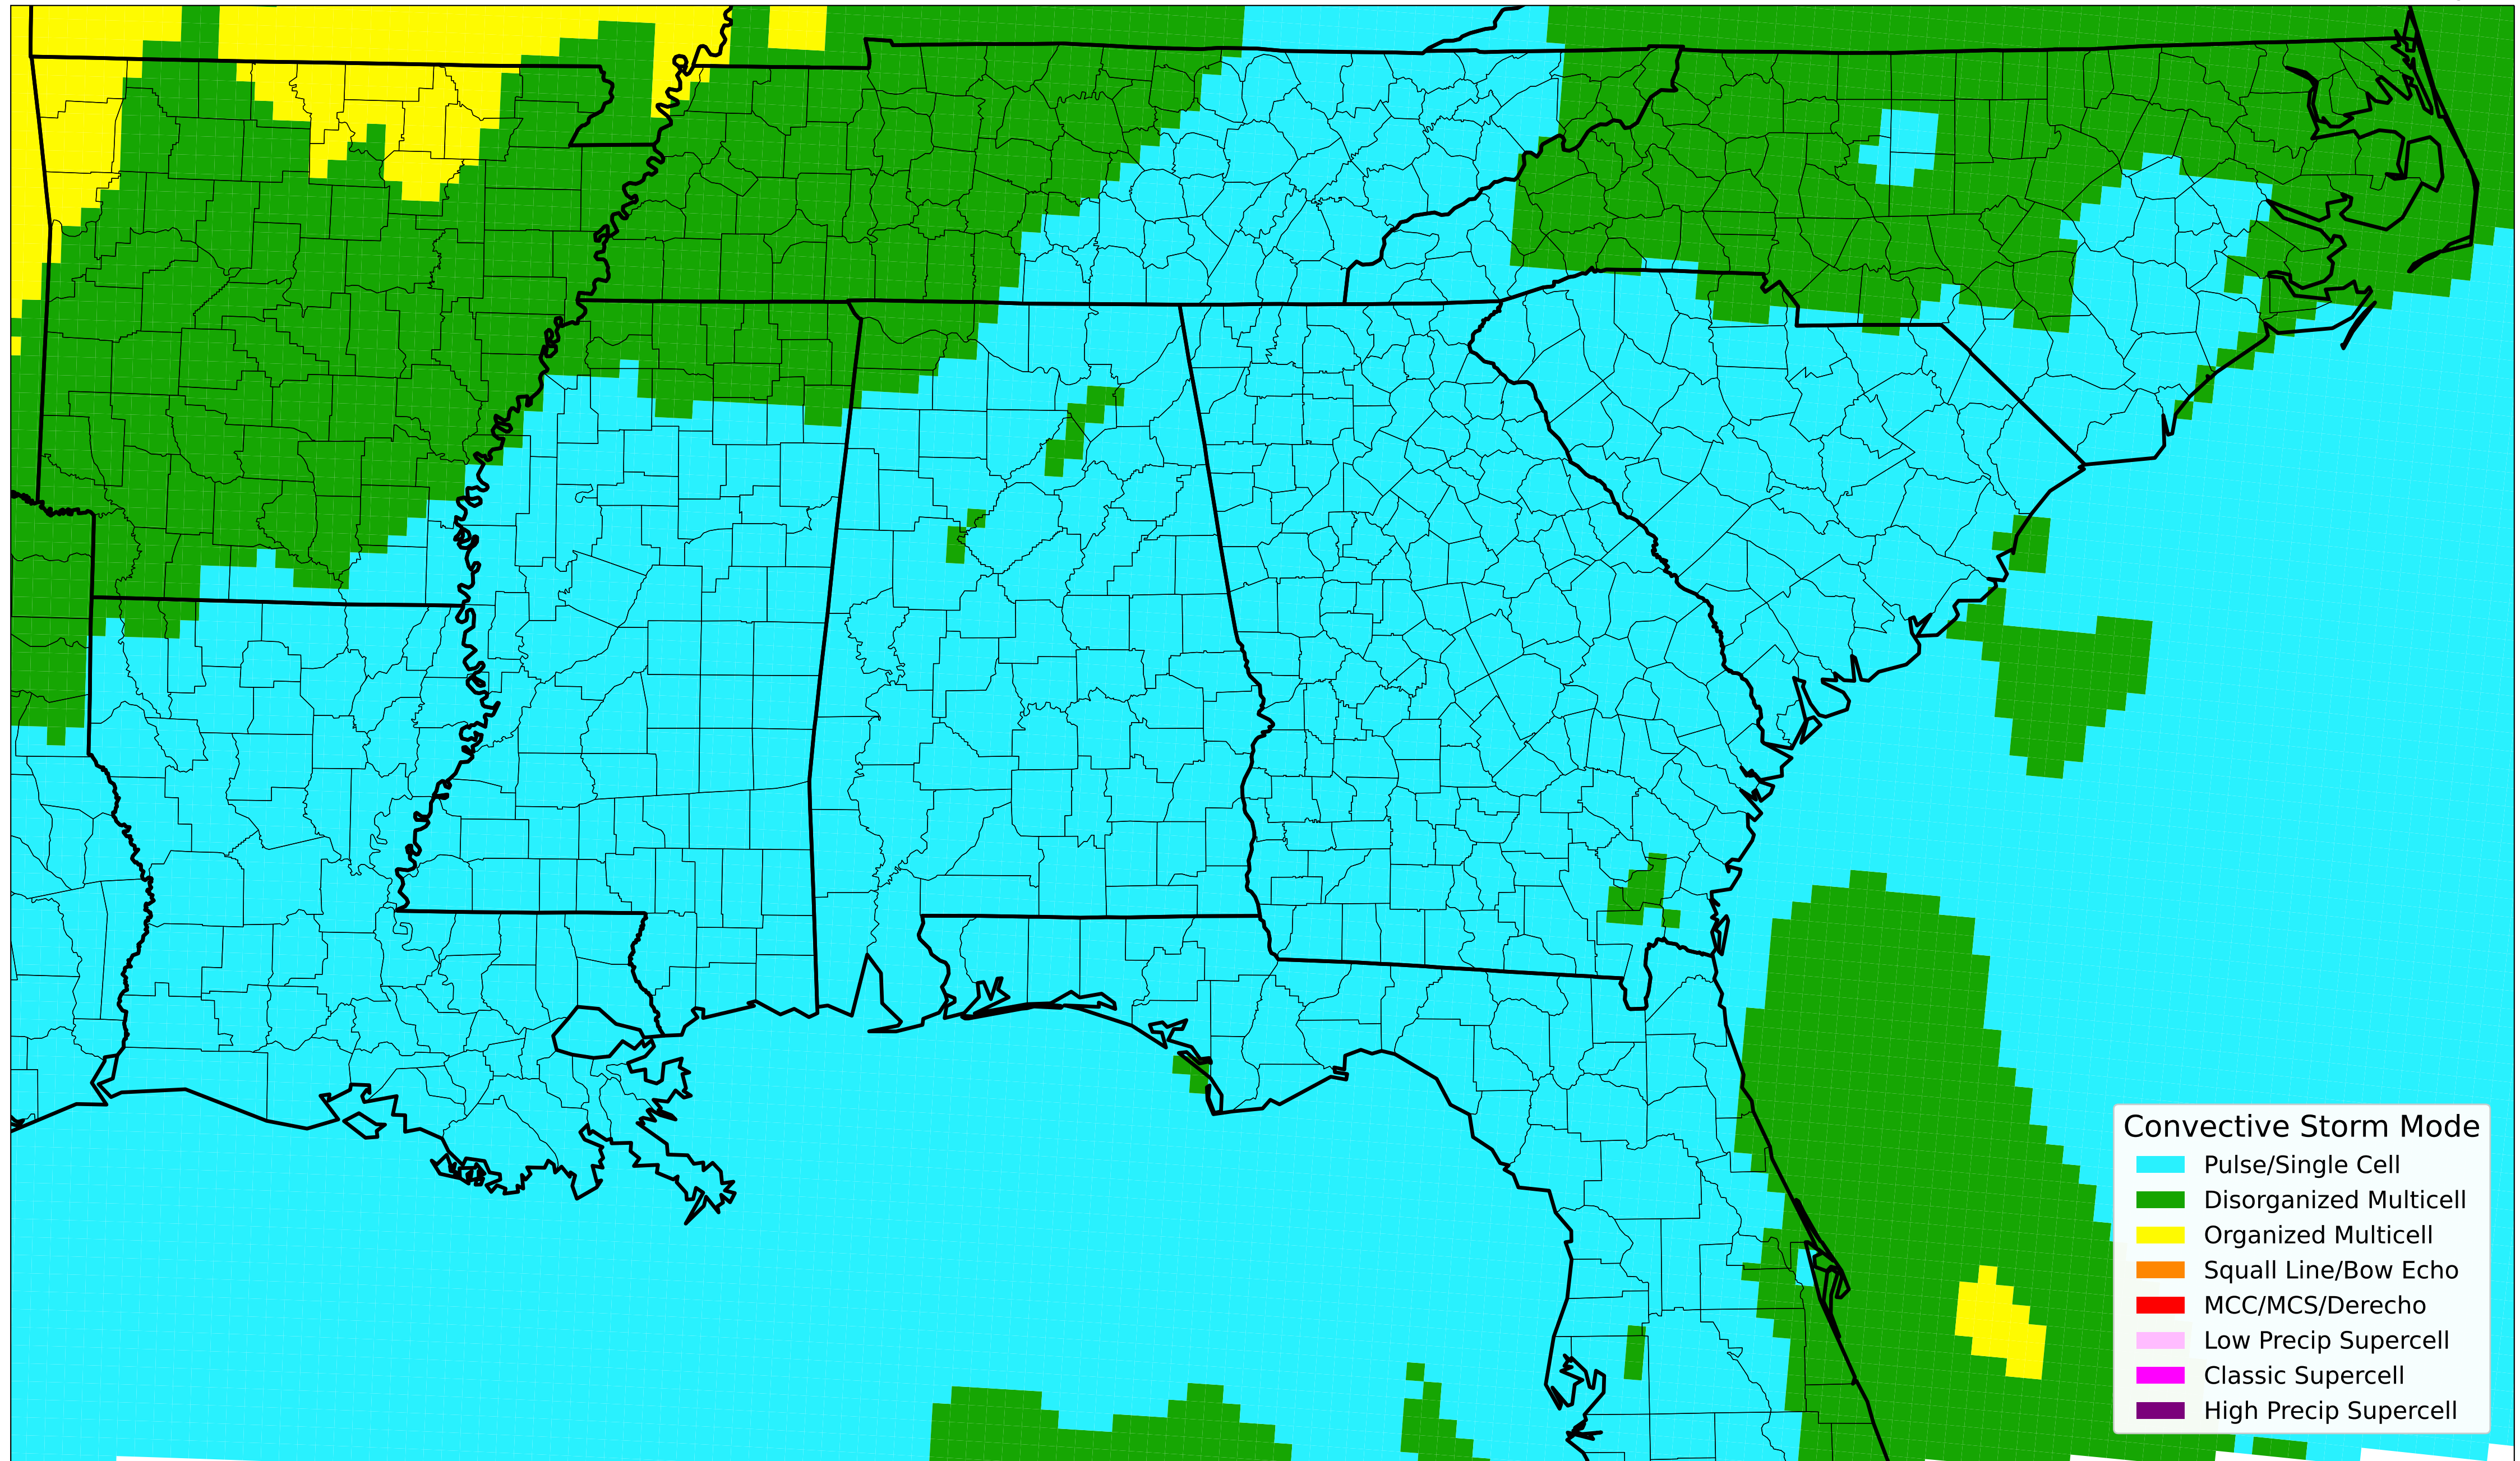 Convective Storm Mode
Pulse/Single Cell
Disorganized Multicell
Organized Multicell
Squall Line/Bow Echo
MCC/MCS/Derecho
Low Precip Supercell
Classic Supercell
High Precip Supercell